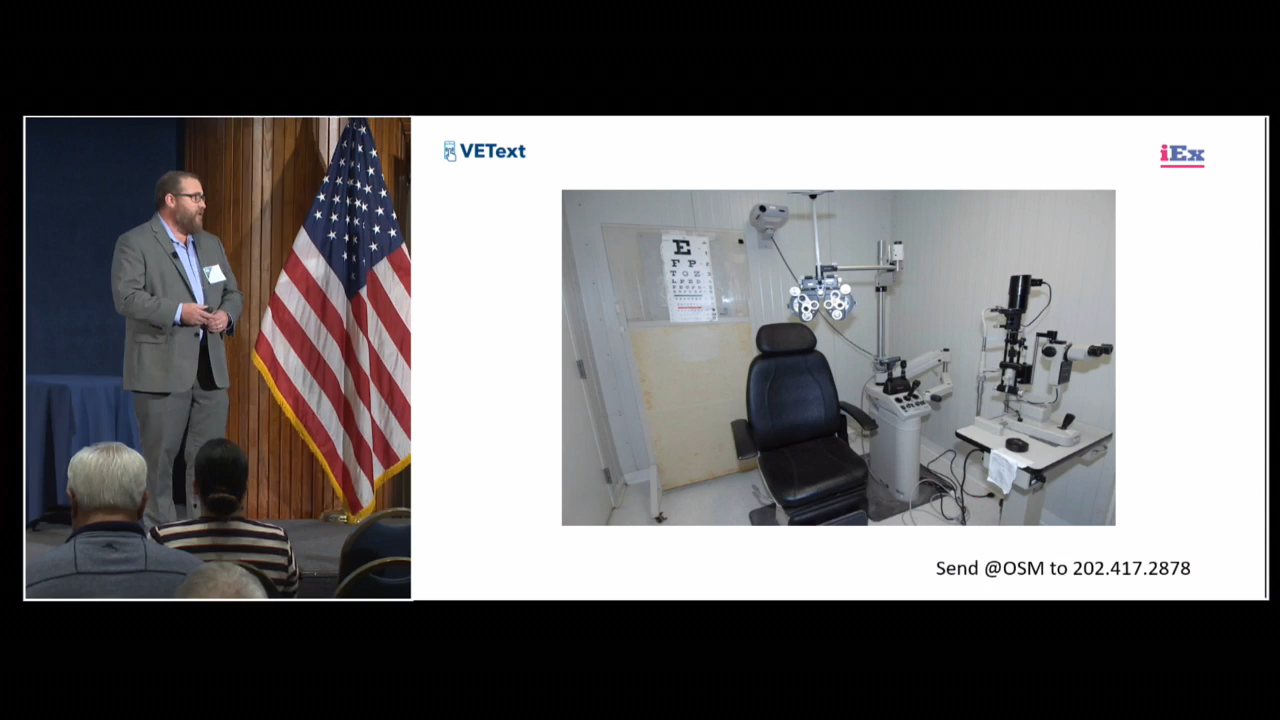 VEText
iEx
E
F P
T O Z
L P E D
Send @OSM to 202.417.2878